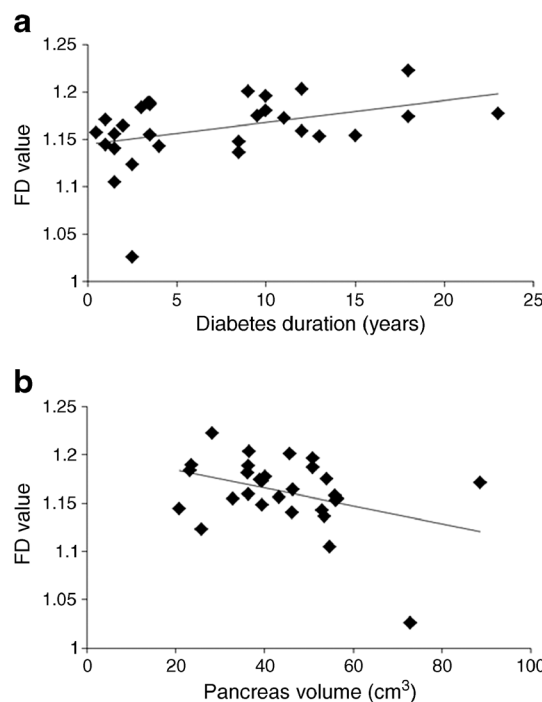 a
1.25
1.2
1.15
1.1
1.05
1
FD value
0 5 10 15 20 25
Diabetes duration (years)
b
1.25
1.2
1.15
1.1
1.05
1
FD value
0 20 40 60 80 100
Pancreas volume (cm³)